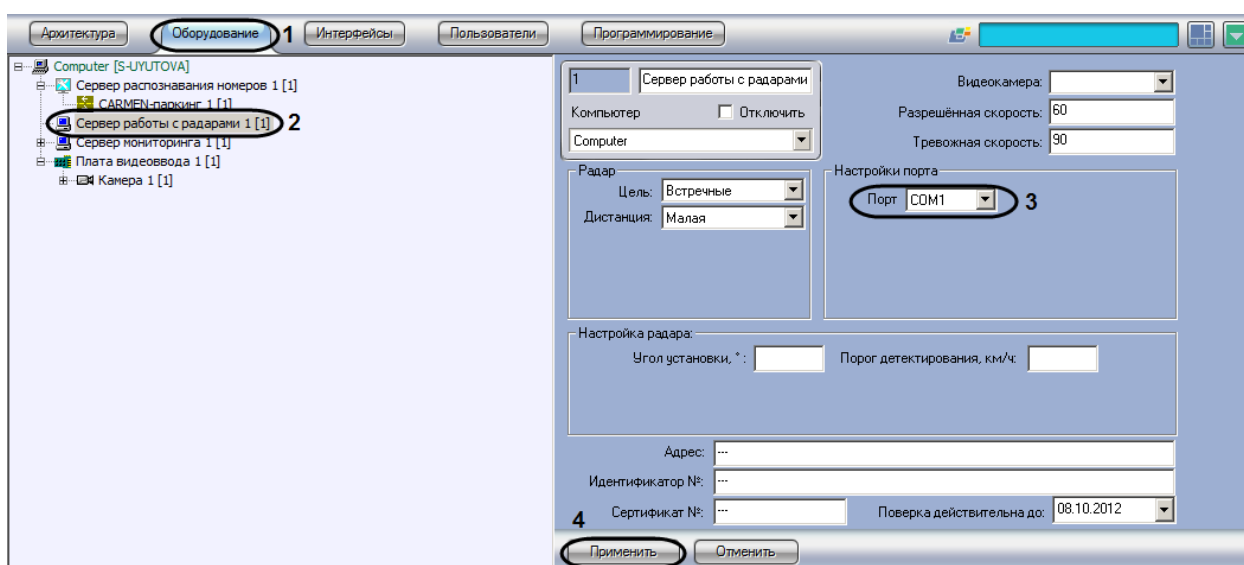 Архитектура Оборудование 1 Интерфейсы Пользователи Программирование
Computer [S-UYUTOVA]
Сервер распознавания номеров 1 [1]
CARMEN-паркинг 1 [1]
Сервер работы с радарами 1 [1] 2
Сервер мониторинга 1 [1]
Плата видеоввода 1 [1]
Камера 1 [1]
1 Сервер работы с радарами
Компьютер Отключить
Computer
Видеокамера:
Разрешённая скорость: 60
Тревожная скорость: 90
Радар
Цель: Встречные
Дистанция: Малая
Настройки порта
Порт COM1 3
Настройка радара:
Угол установки, ° : Порог детектирования, км/ч:
Адрес: ---
Идентификатор №: ---
Сертификат №: --- Поверка действительна до: 08.10.2012
4
Применить Отменить